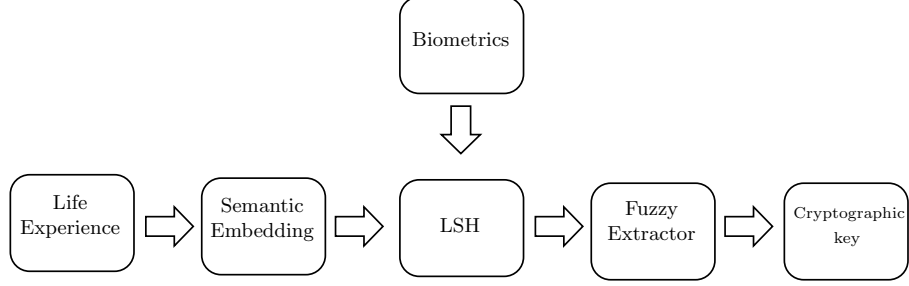 Biometrics
Life
Experience
Semantic
Embedding
LSH
Fuzzy
Extractor
Cryptographic
key